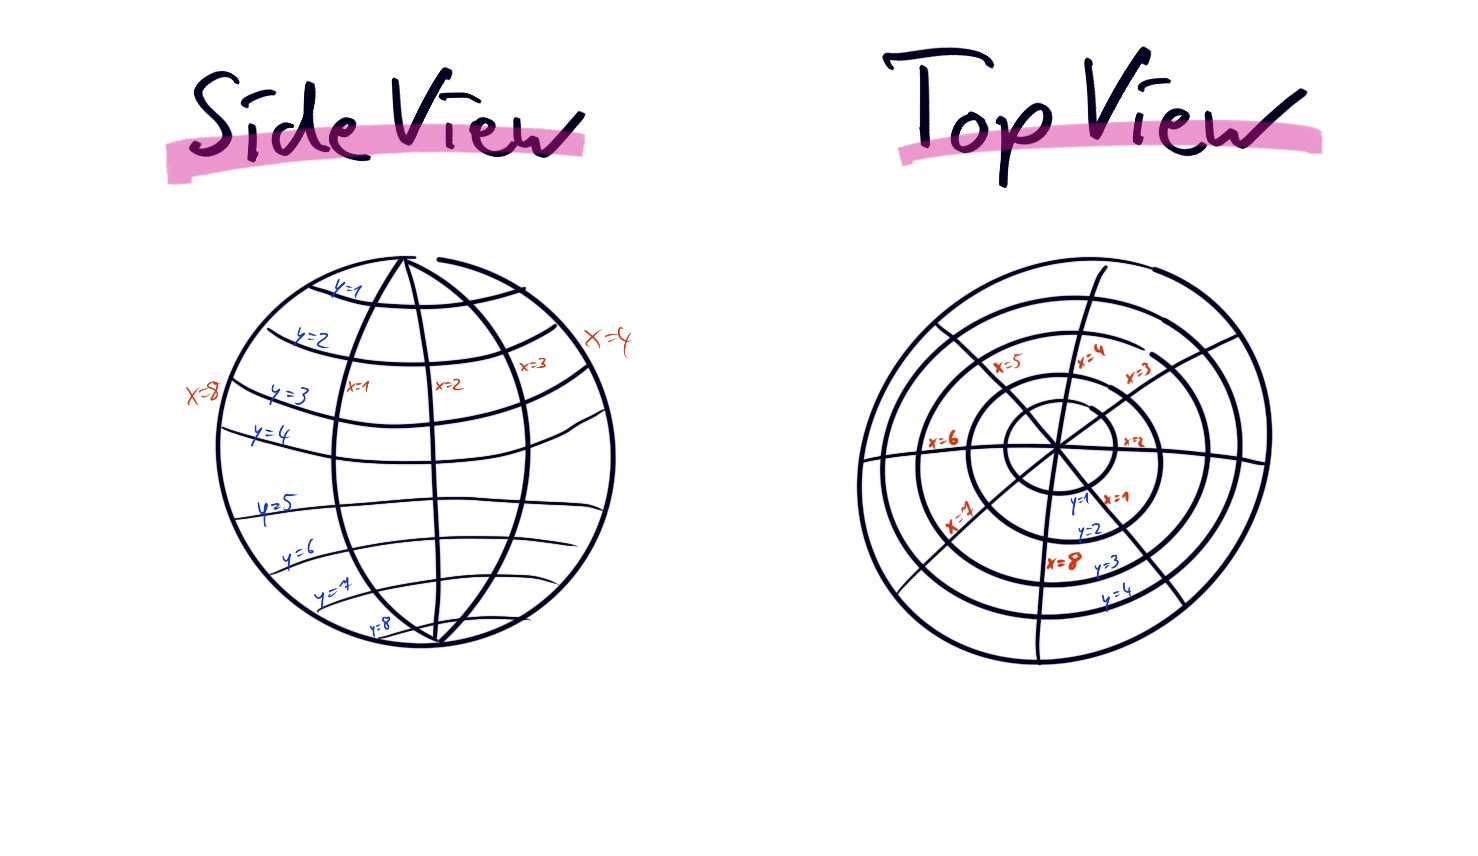 Side View
Top View
y=1
y=2
x=4
x=3
x=8
y=3
x=1
x=2
y=4
y=5
y=6
y=7
y=8
x=4
x=5
x=3
x=6
x=2
y=1
x=1
x=7
y=2
x=8
y=3
y=4